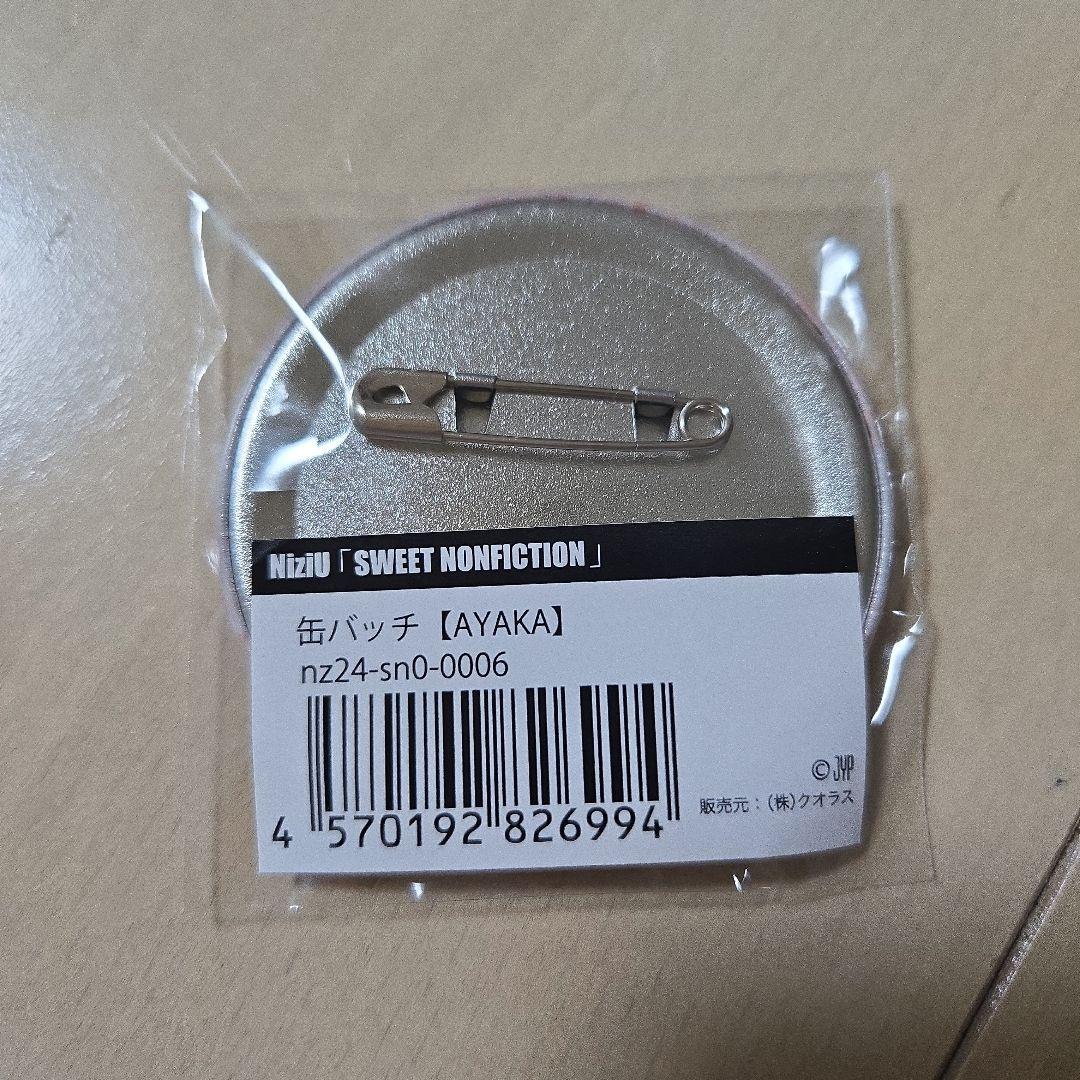 NiziU「SWEET NONFICTION」
缶バッチ【AYAKA】
nz24-sn0-0006
©JYP
販売元：(株)クオラス
4 570192 826994